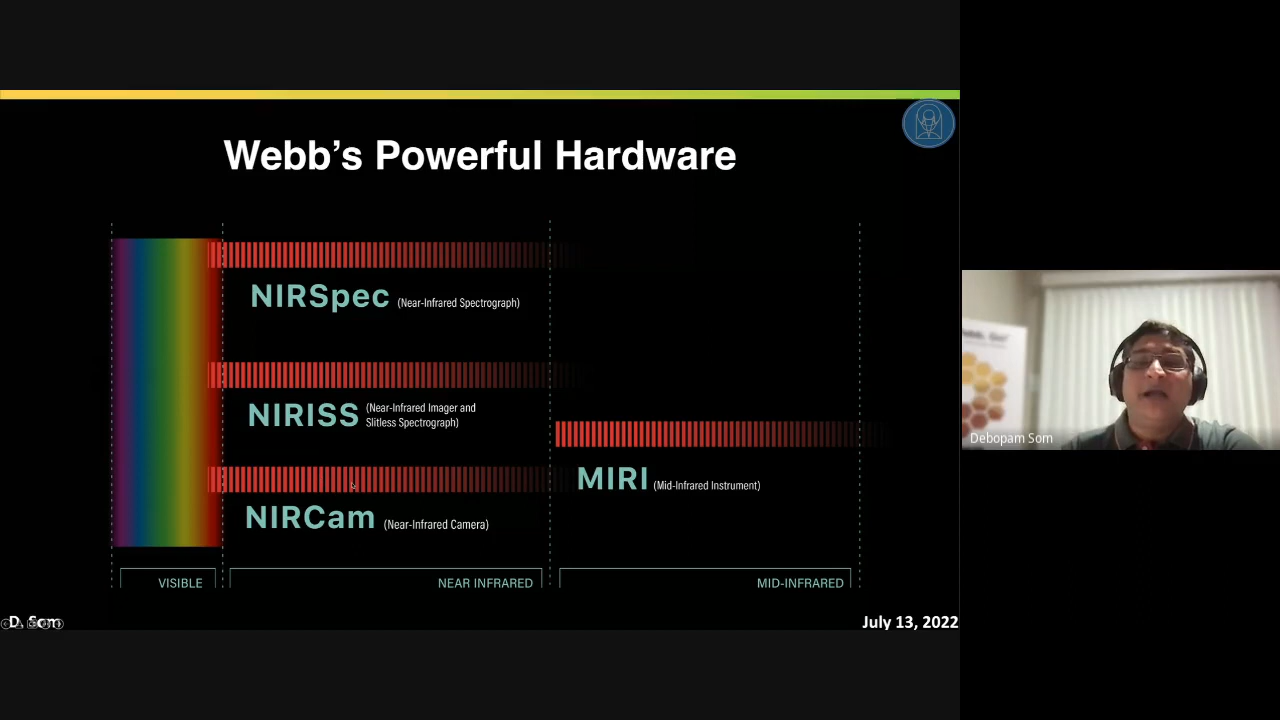 Webb's Powerful Hardware
NIRSpec (Near-Infrared Spectrograph)
NIRISS (Near-Infrared Imager and
Slitless Spectrograph)
MIRI (Mid-Infrared Instrument)
NIRCam (Near-Infrared Camera)
VISIBLE
NEAR INFRARED
MID-INFRARED
D. Som
July 13, 2022
Debopam Som